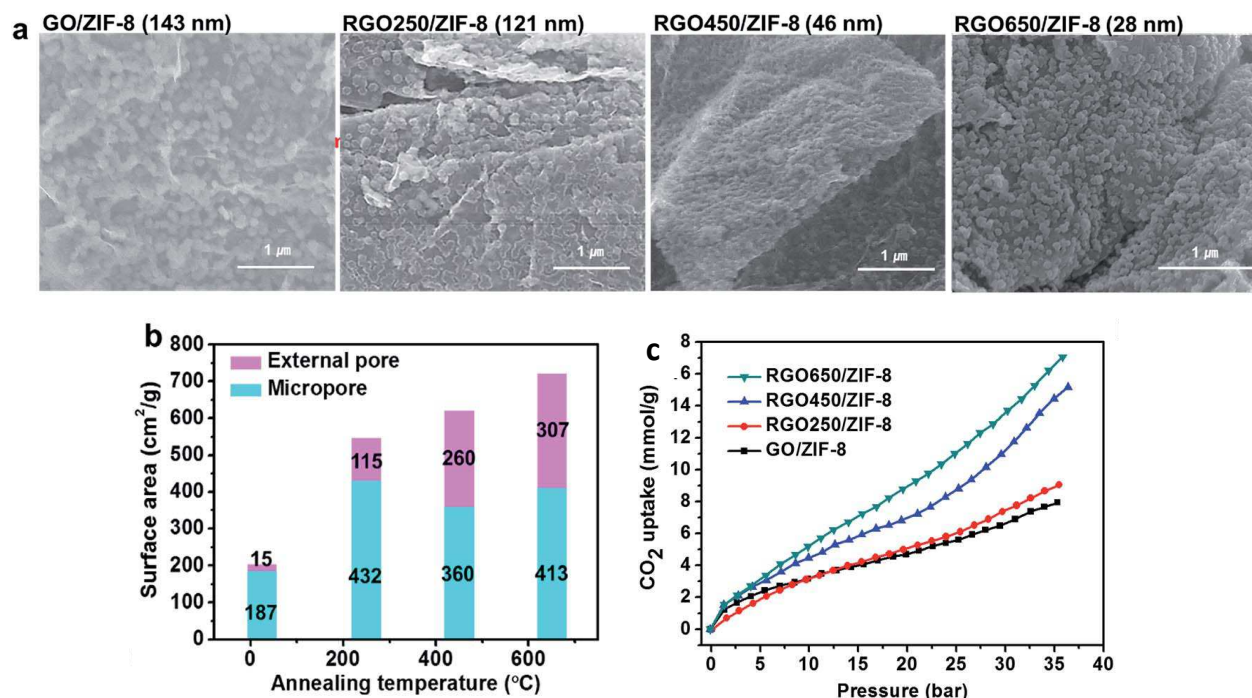 a
GO/ZIF-8 (143 nm) RGO250/ZIF-8 (121 nm) RGO450/ZIF-8 (46 nm) RGO650/ZIF-8 (28 nm)
1 ㎛ 1 ㎛ 1 ㎛ 1 ㎛
b
External pore
Micropore
Surface area (cm²/g)
800
700
600
500
400
300
200
100
0
15
187
115
432
260
360
307
413
0 200 400 600
Annealing temperature (°C)
c
RGO650/ZIF-8
RGO450/ZIF-8
RGO250/ZIF-8
GO/ZIF-8
CO₂ uptake (mmol/g)
8
16
14
12
10
8
6
4
2
0
0 5 10 15 20 25 30 35 40
Pressure (bar)